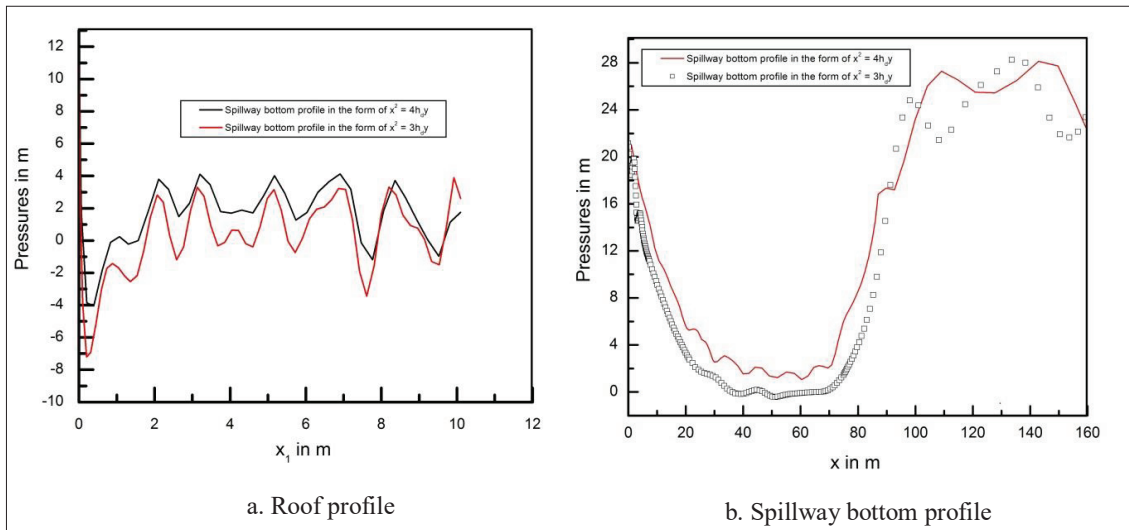 Pressures in m
12
10
8
6
4
2
0
-2
-4
-6
-8
-10
Spillway bottom profile in the form of x² = 4h_dy
Spillway bottom profile in the form of x² = 3h_dy
0 2 4 6 8 10 12
x₁ in m
a. Roof profile
Pressures in m
28
24
20
16
12
8
4
0
Spillway bottom profile in the form of x² = 4h_dy
Spillway bottom profile in the form of x² = 3h_dy
0 20 40 60 80 100 120 140 160
x in m
b. Spillway bottom profile